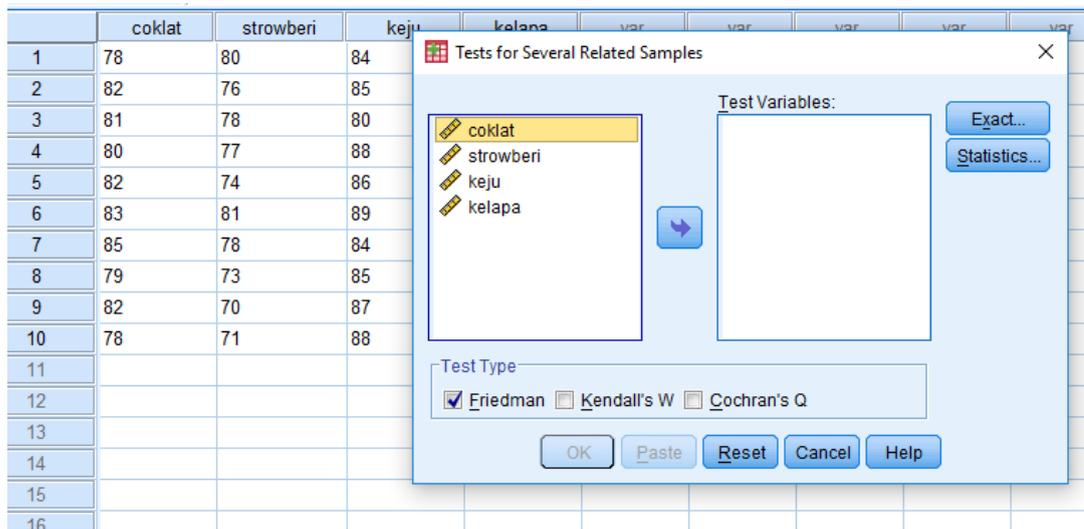 coklat strowberi keju kelapa var var var var var
Tests for Several Related Samples
1 78 80 84
2 82 76 85
3 81 78 80
4 80 77 88
5 82 74 86
6 83 81 89
7 85 78 84
8 79 73 85
9 82 70 87
10 78 71 88
11
12
13
14
15
16
Test Variables:
coklat
strowberi
keju
kelapa
Exact...
Statistics...
Test Type
Friedman Kendall's W Cochran's Q
OK Paste Reset Cancel Help